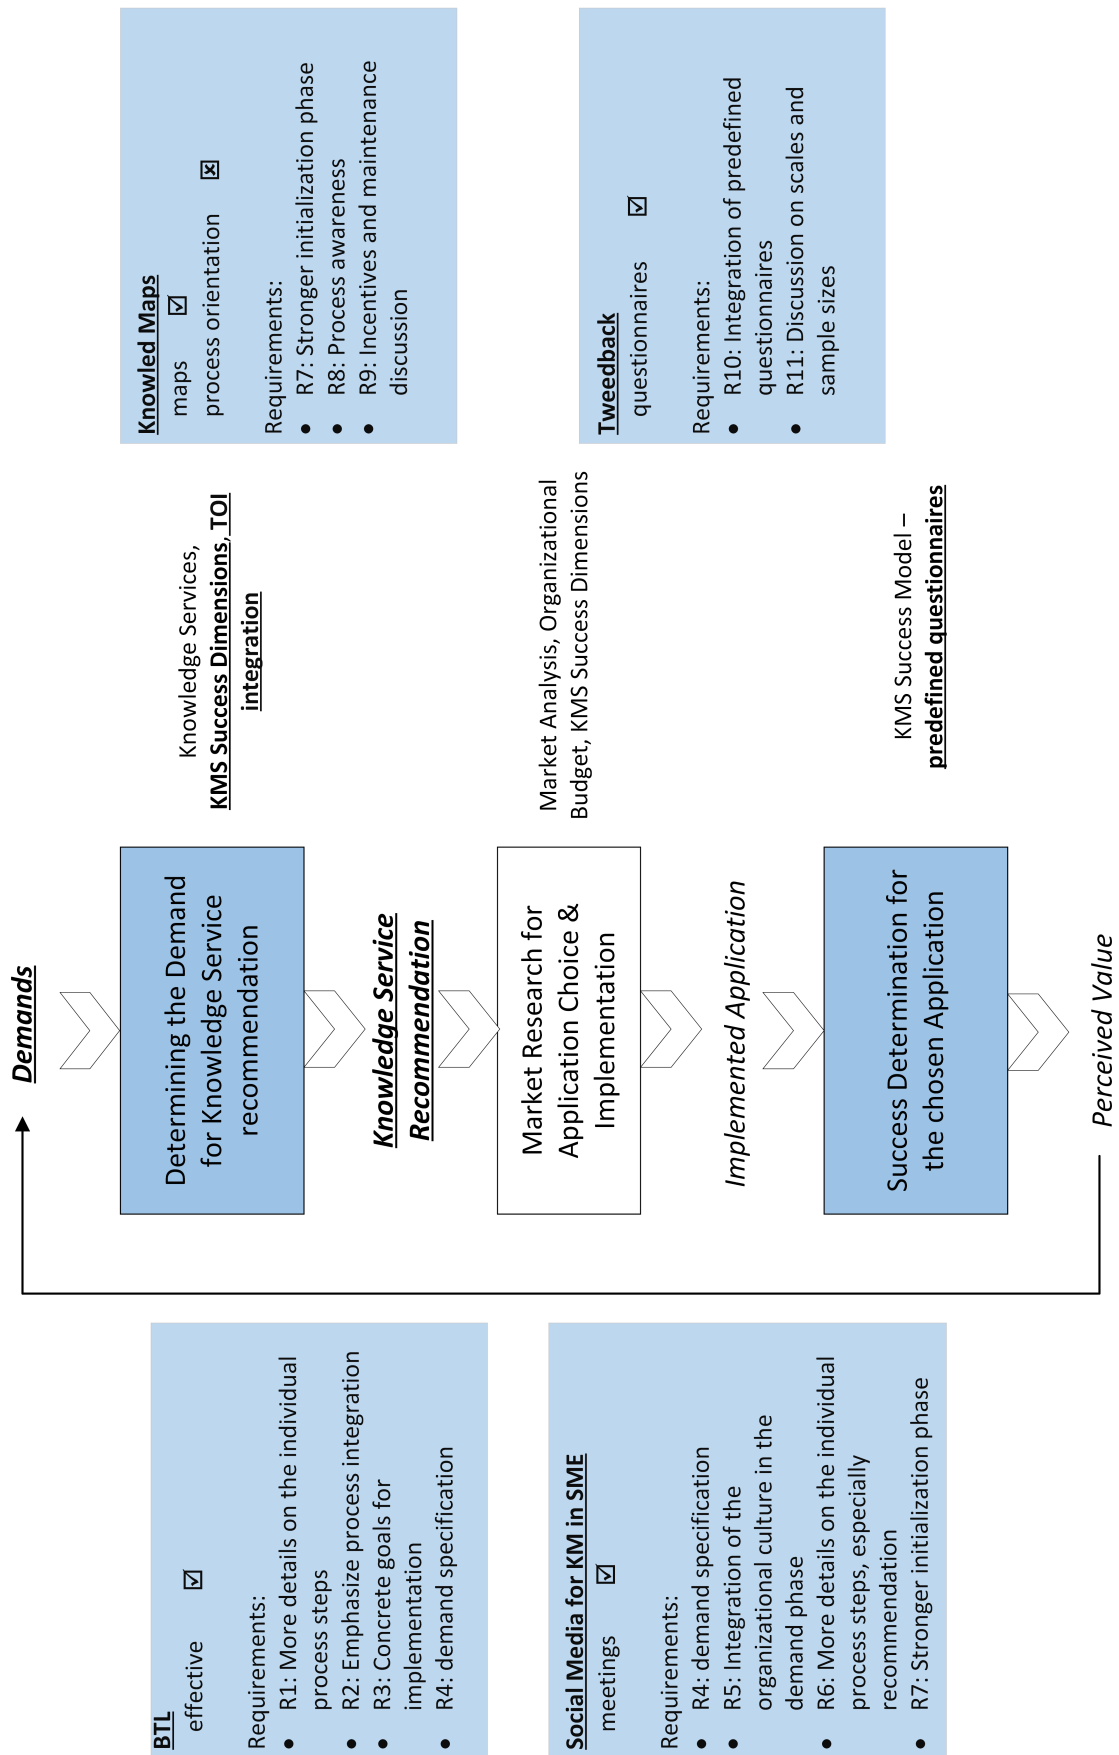 BTL
effective ☑
Requirements:
• R1: More details on the individual
process steps
• R2: Emphasize process integration
• R3: Concrete goals for
implementation
• R4: demand specification
Social Media for KM in SME
meetings ☑
Requirements:
• R4: demand specification
• R5: Integration of the
organizational culture in the
demand phase
• R6: More details on the individual
process steps, especially
recommendation
• R7: Stronger initialization phase
Demands
Determining the Demand
for Knowledge Service
recommendation
Knowledge Service
Recommendation
Market Research for
Application Choice &
Implementation
Implemented Application
Success Determination for
the chosen Application
Perceived Value
Knowledge Services,
KMS Success Dimensions, TOI
integration
Market Analysis, Organizational
Budget, KMS Success Dimensions
KMS Success Model –
predefined questionnaires
Knowled Maps
maps ☑
process orientation ☒
Requirements:
• R7: Stronger initialization phase
• R8: Process awareness
• R9: Incentives and maintenance
discussion
Tweedback
questionnaires ☑
Requirements:
• R10: Integration of predefined
questionnaires
• R11: Discussion on scales and
sample sizes